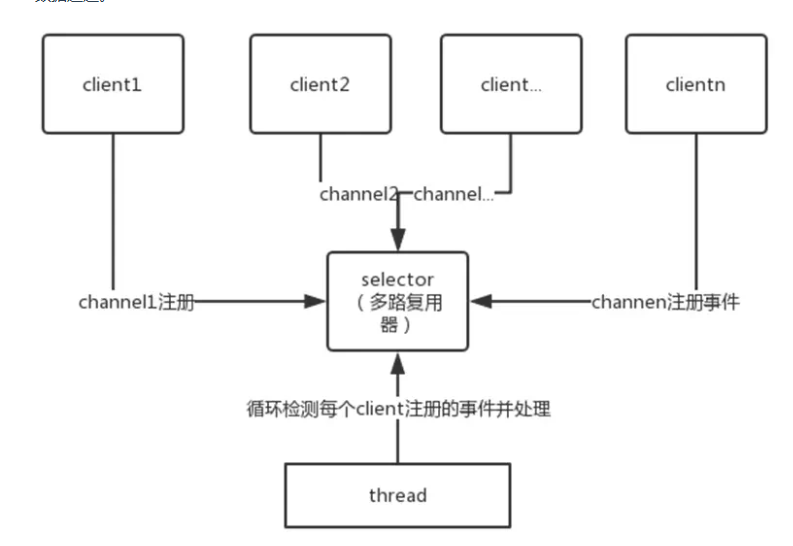 client1
client2
client...
clientn
channel2
channel...
channel1注册
selector
（多路复用
器）
channen注册事件
循环检测每个client注册的事件并处理
thread